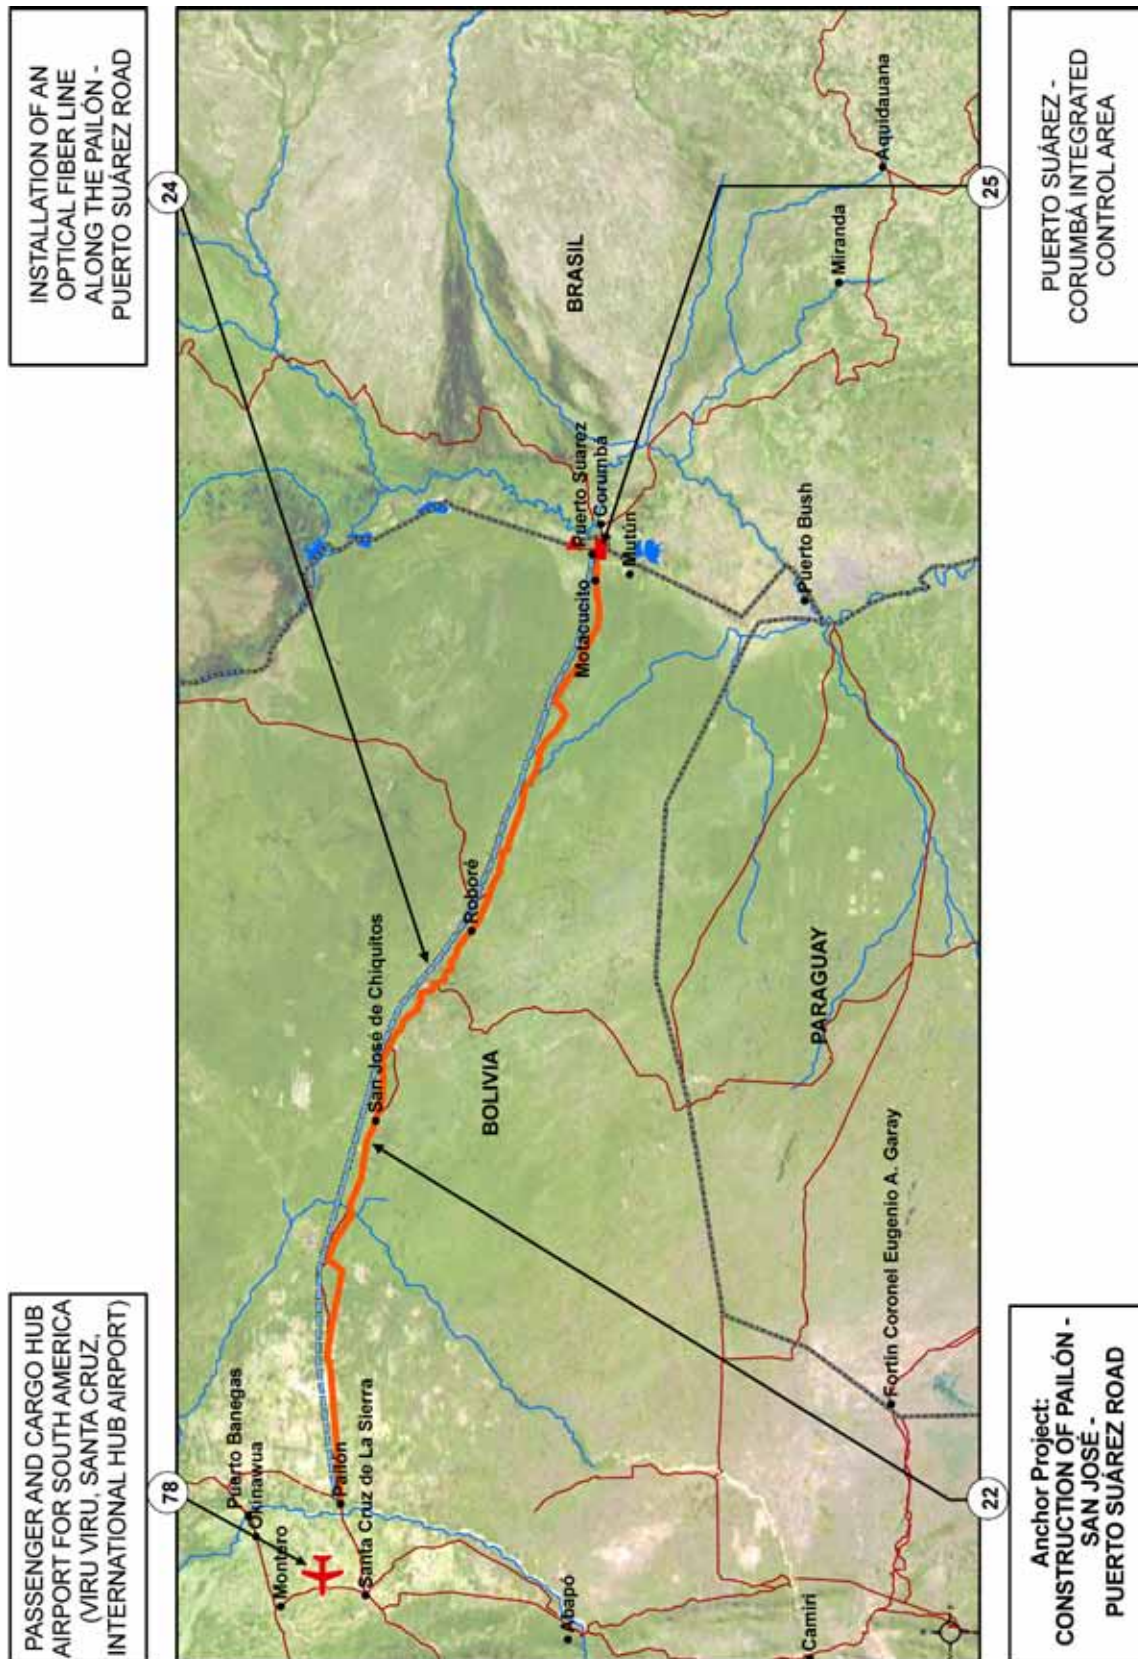 PASSENGER AND CARGO HUB
AIRPORT FOR SOUTH AMERICA
(VIRU VIRU, SANTA CRUZ,
INTERNATIONAL HUB AIRPORT)
INSTALLATION OF AN
OPTICAL FIBER LINE
ALONG THE PAILÓN -
PUERTO SUÁREZ ROAD
78
24
Puerto Banegas
Okinawua
Montero
Pailón
Santa Cruz de La Sierra
San José de Chiquitos
Roboré
BOLIVIA
Abapó
Camiri
Motacucito
Puerto Suarez
Corumbá
Mutún
BRASIL
Puerto Bush
Miranda
Aquidauana
PARAGUAY
Fortin Coronel Eugenio A. Garay
22
25
Anchor Project:
CONSTRUCTION OF PAILÓN -
SAN JOSÉ -
PUERTO SUÁREZ ROAD
PUERTO SUÁREZ -
CORUMBÁ INTEGRATED
CONTROL AREA